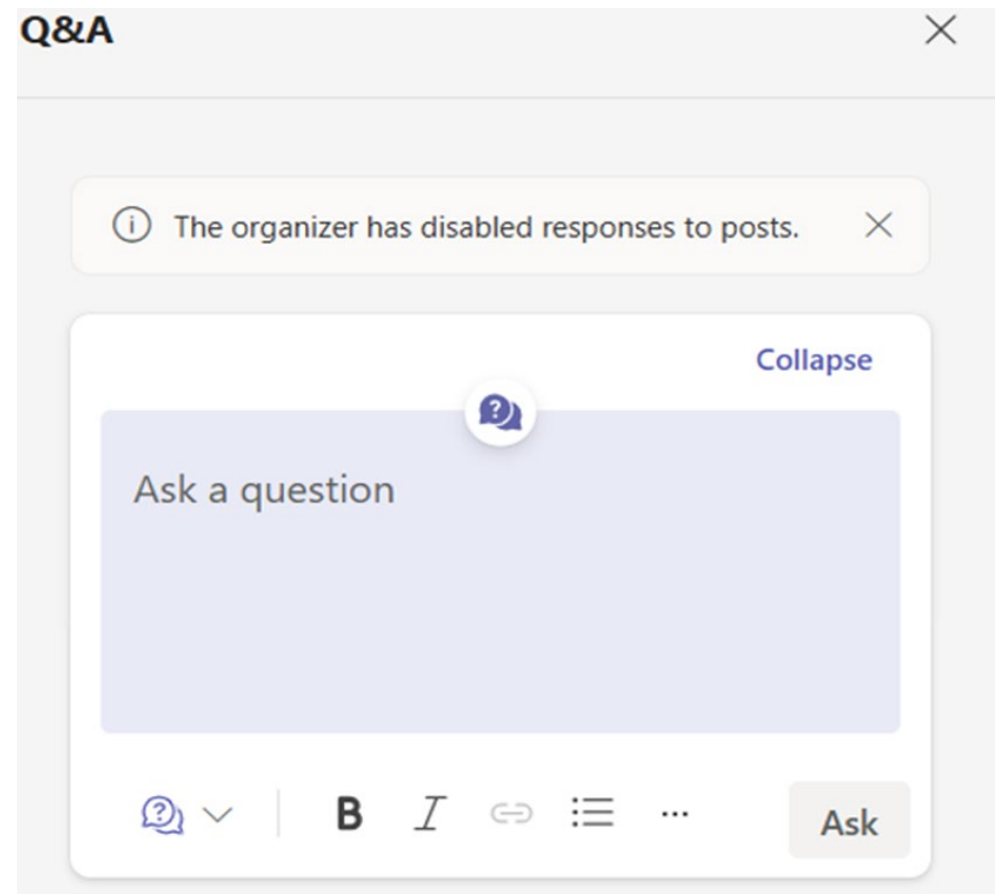 Q&A
The organizer has disabled responses to posts.
Collapse
Ask a question
B I
Ask